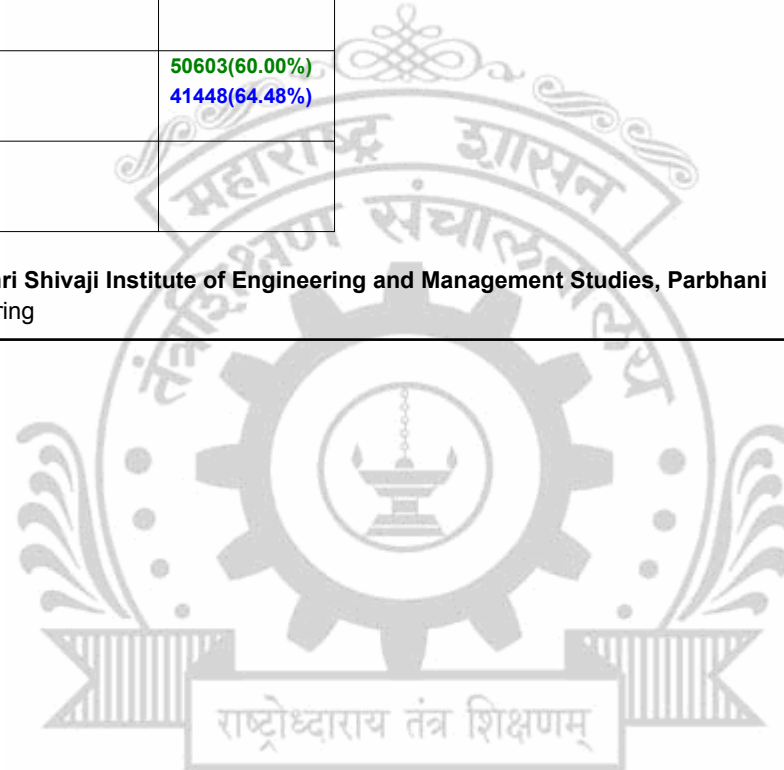 50603(60.00%)
41448(64.48%)
महाराष्ट्र शासन
तंत्रशिक्षण संचालनालय
ri Shivaji Institute of Engineering and Management Studies, Parbhani
ring
राष्ट्रोध्दाराय तंत्र शिक्षणम्